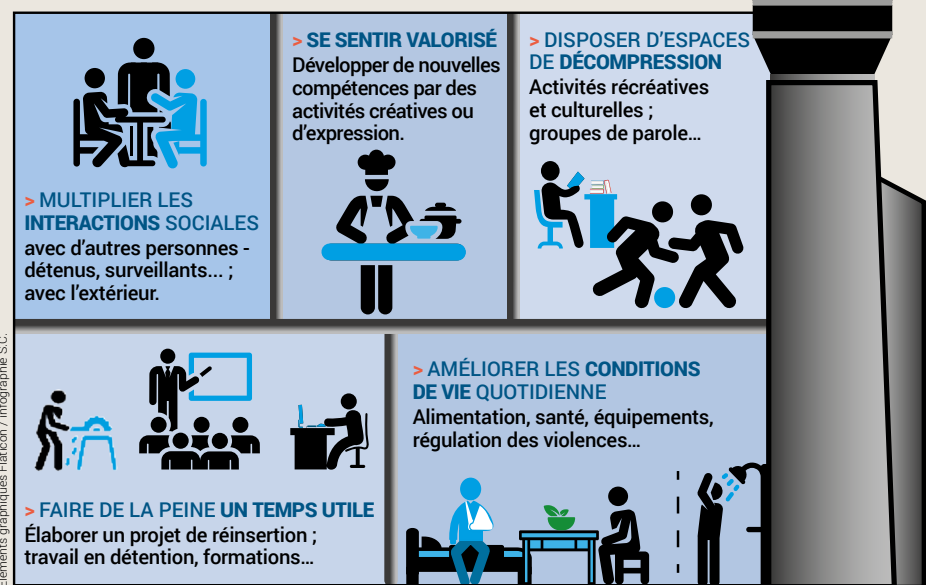 > MULTIPLIER LES
INTERACTIONS SOCIALES
avec d'autres personnes -
détenus, surveillants... ;
avec l'extérieur.
> SE SENTIR VALORISÉ
Développer de nouvelles
compétences par des
activités créatives ou
d'expression.
> DISPOSER D'ESPACES
DE DÉCOMPRESSION
Activités récréatives
et culturelles ;
groupes de parole...
> FAIRE DE LA PEINE UN TEMPS UTILE
Élaborer un projet de réinsertion ;
travail en détention, formations...
> AMÉLIORER LES CONDITIONS
DE VIE QUOTIDIENNE
Alimentation, santé, équipements,
régulation des violences...
Éléments graphiques Flaticon / Infographie S.C.